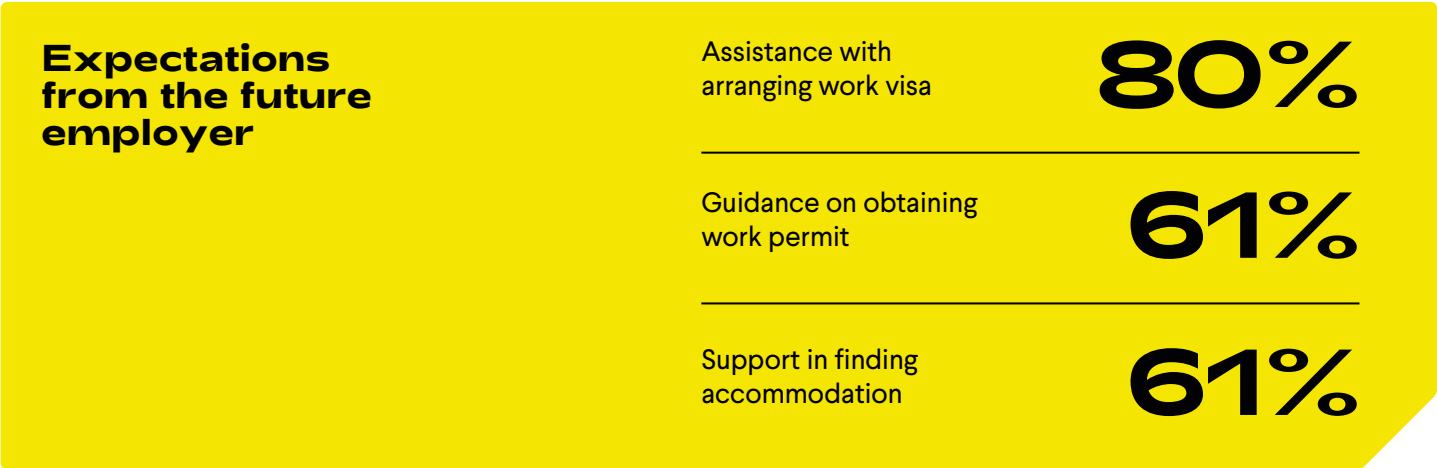 Expectations
from the future
employer
Assistance with
arranging work visa
80%
Guidance on obtaining
work permit
61%
Support in finding
accommodation
61%